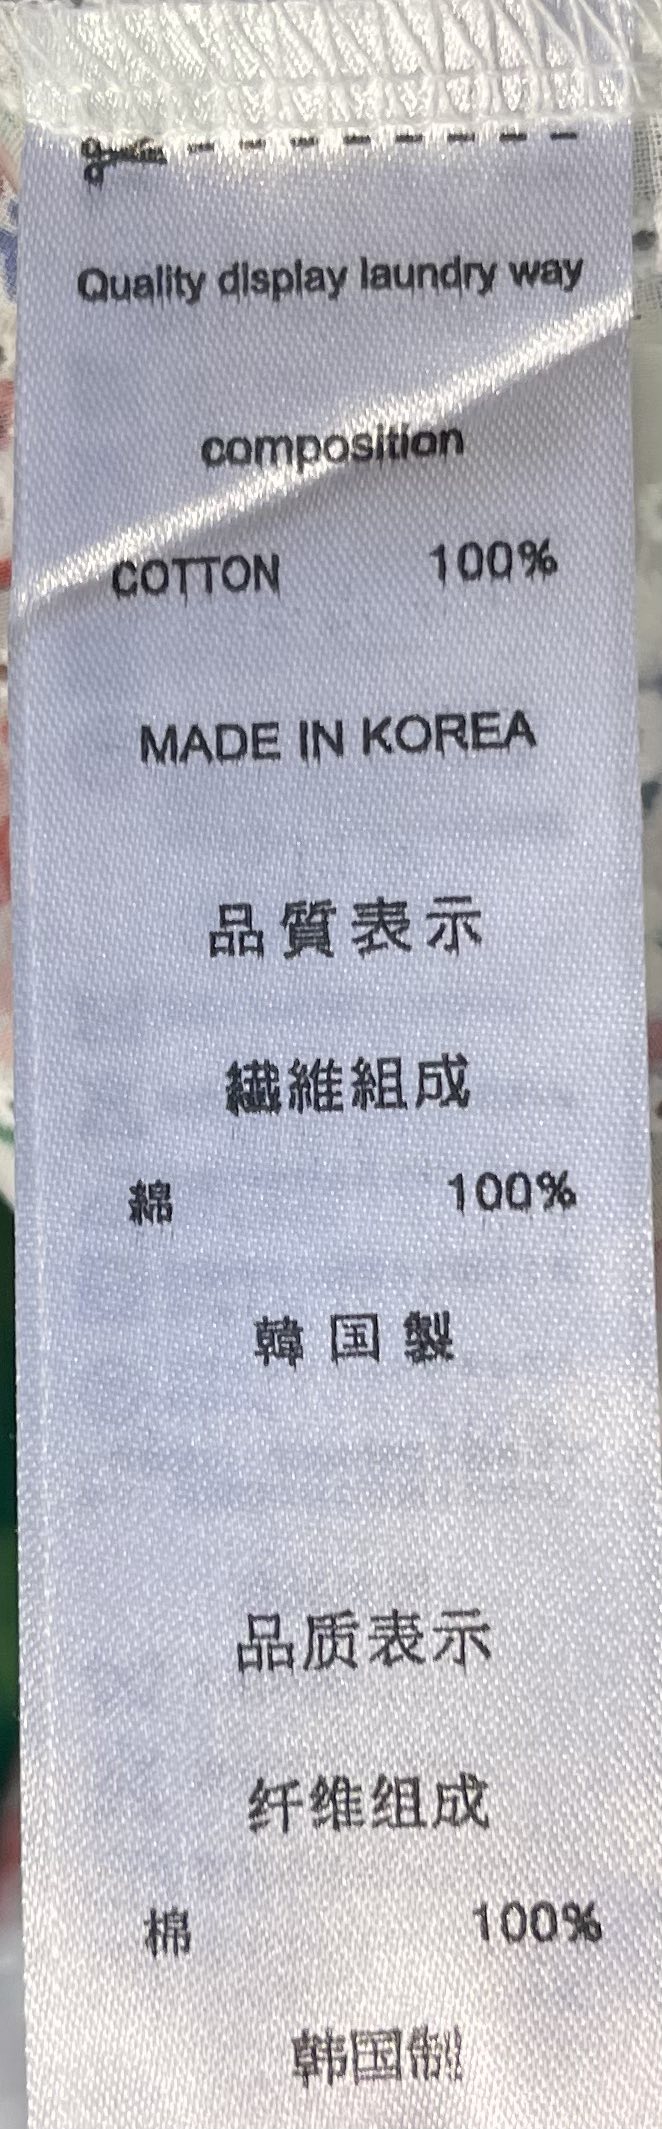 Quality display laundry way
composition
COTTON 100%
MADE IN KOREA
品質表示
繊維組成
綿 100%
韓国製
品质表示
纤维组成
棉 100%
韩国制